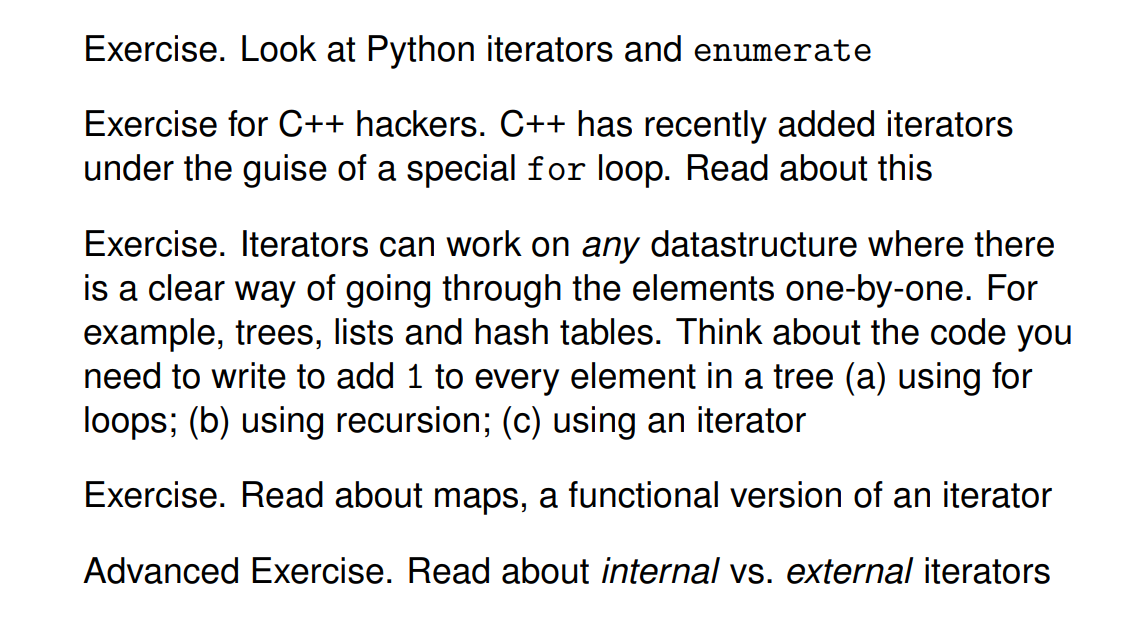 Exercise. Look at Python iterators and enumerate
Exercise for C++ hackers. C++ has recently added iterators
under the guise of a special for loop. Read about this
Exercise. Iterators can work on any datastructure where there
is a clear way of going through the elements one-by-one. For
example, trees, lists and hash tables. Think about the code you
need to write to add 1 to every element in a tree (a) using for
loops; (b) using recursion; (c) using an iterator
Exercise. Read about maps, a functional version of an iterator
Advanced Exercise. Read about internal vs. external iterators